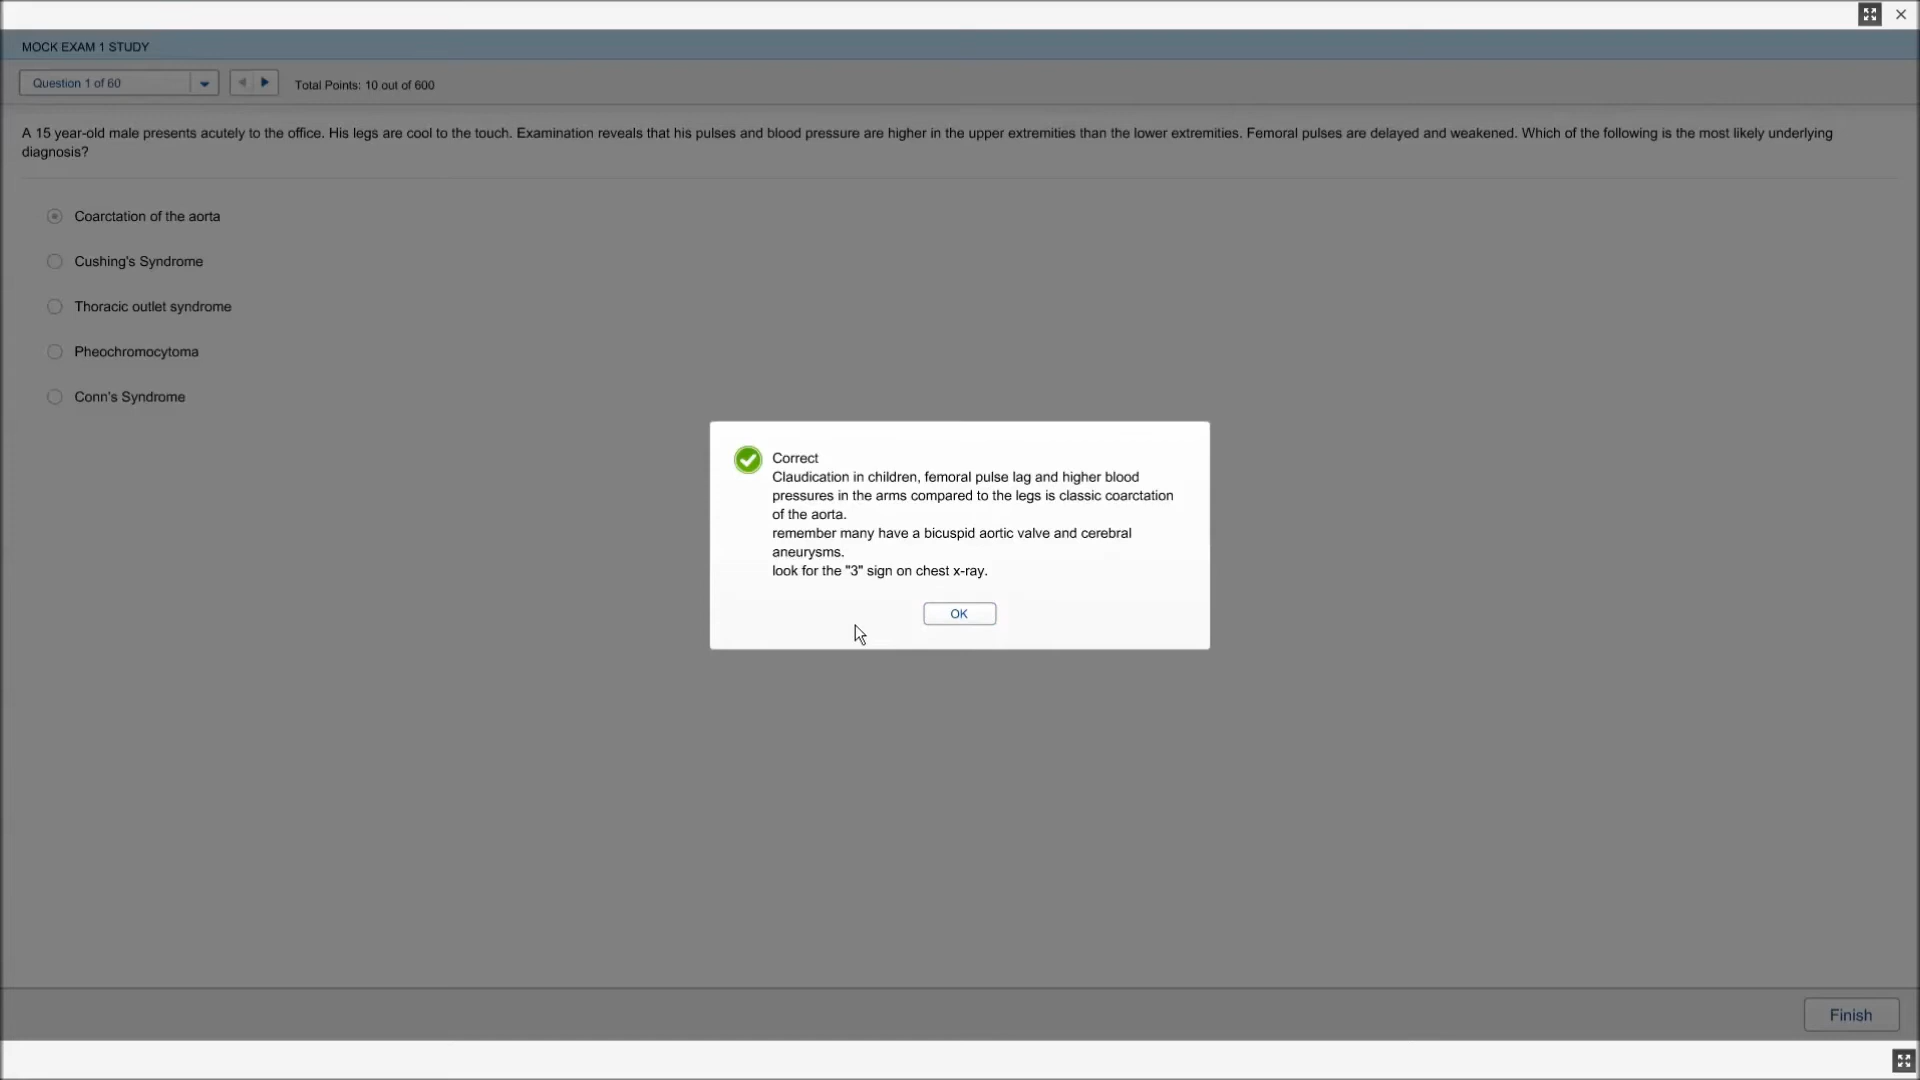 MOCK EXAM 1 STUDY
Question 1 of 60
Total Points: 10 out of 600
A 15 year-old male presents acutely to the office. His legs are cool to the touch. Examination reveals that his pulses and blood pressure are higher in the upper extremities than the lower extremities. Femoral pulses are delayed and weakened. Which of the following is the most likely underlying
diagnosis?
Coarctation of the aorta
Cushing's Syndrome
Thoracic outlet syndrome
Pheochromocytoma
Conn's Syndrome
Correct
Claudication in children, femoral pulse lag and higher blood
pressures in the arms compared to the legs is classic coarctation
of the aorta.
remember many have a bicuspid aortic valve and cerebral
aneurysms.
look for the "3" sign on chest x-ray.
OK
Finish